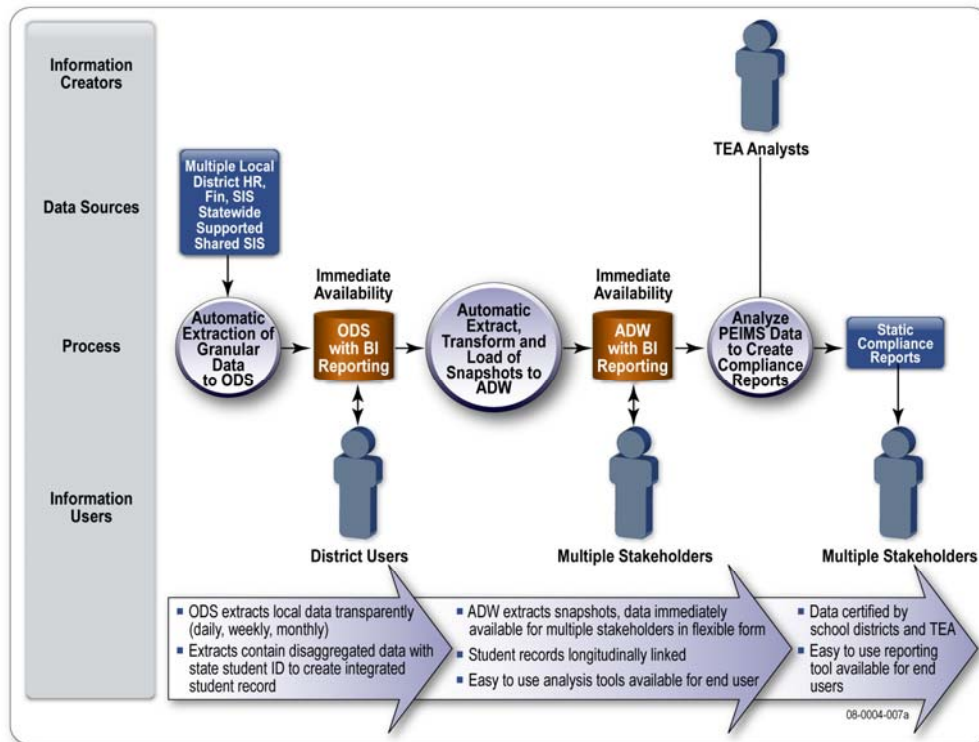 Information
Creators
Data Sources
Process
Information
Users
TEA Analysts
Multiple Local
District HR,
Fin, SIS
Statewide
Supported
Shared SIS
Automatic
Extraction of
Granular
Data
to ODS
Immediate
Availability
ODS
with BI
Reporting
Automatic
Extract,
Transform and
Load of
Snapshots to
ADW
Immediate
Availability
ADW
with BI
Reporting
Analyze
PEIMS Data
to Create
Compliance
Reports
Static
Compliance
Reports
District Users
Multiple Stakeholders
Multiple Stakeholders
ODS extracts local data transparently
(daily, weekly, monthly)
Extracts contain disaggregated data with
state student ID to create integrated
student record
ADW extracts snapshots, data immediately
available for multiple stakeholders in flexible form
Student records longitudinally linked
Easy to use analysis tools available for end user
Data certified by
school districts and TEA
Easy to use reporting
tool available for end
users
08-0004-007a